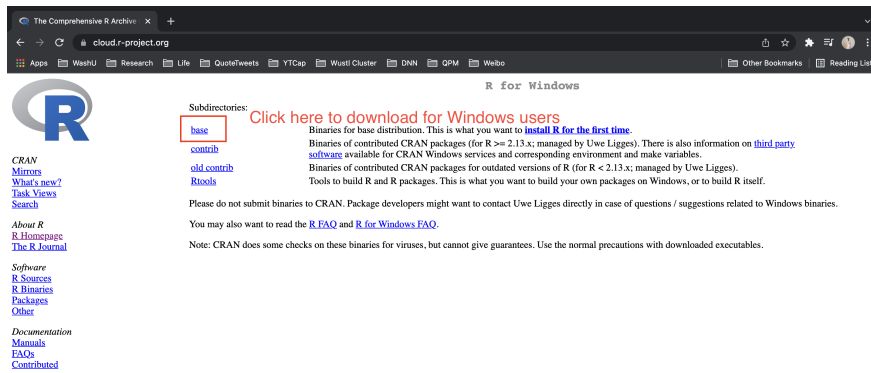 The Comprehensive R Archive
cloud.r-project.org
Apps WashU Research Life QuoteTweets YTCap Wustl Cluster DNN QPM Weibo Other Bookmarks Reading List
R
R for Windows
Subdirectories:
Click here to download for Windows users
base Binaries for base distribution. This is what you want to install R for the first time.
contrib Binaries of contributed CRAN packages (for R >= 2.13.x; managed by Uwe Ligges). There is also information on third party
software available for CRAN Windows services and corresponding environment and make variables.
old contrib Binaries of contributed CRAN packages for outdated versions of R (for R < 2.13.x; managed by Uwe Ligges).
Rtools Tools to build R and R packages. This is what you want to build your own packages on Windows, or to build R itself.
Please do not submit binaries to CRAN. Package developers might want to contact Uwe Ligges directly in case of questions / suggestions related to Windows binaries.
You may also want to read the R FAQ and R for Windows FAQ.
Note: CRAN does some checks on these binaries for viruses, but cannot give guarantees. Use the normal precautions with downloaded executables.
CRAN
Mirrors
What's new?
Task Views
Search
About R
R Homepage
The R Journal
Software
R Sources
R Binaries
Packages
Other
Documentation
Manuals
FAQs
Contributed